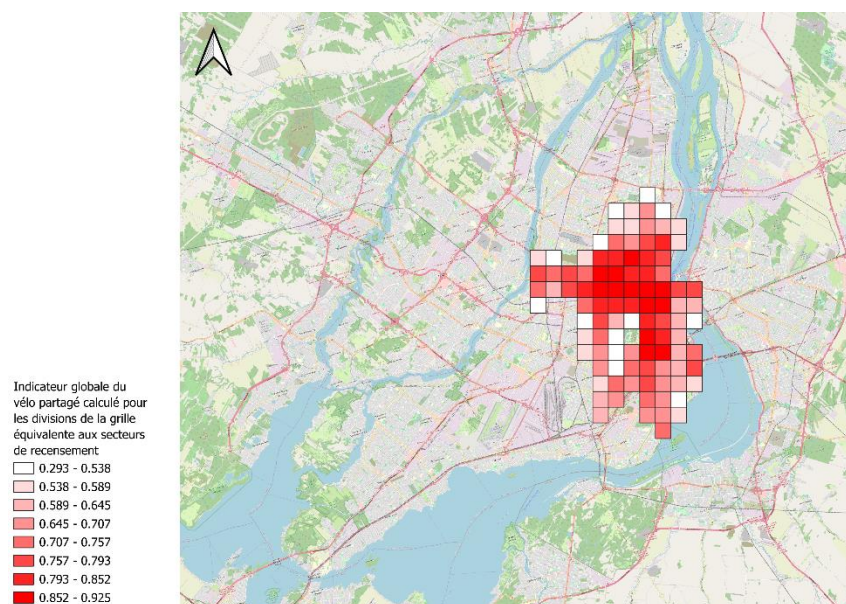 Indicateur globale du
vélo partagé calculé pour
les divisions de la grille
équivalente aux secteurs
de recensement
0.293 - 0.538
0.538 - 0.589
0.589 - 0.645
0.645 - 0.707
0.707 - 0.757
0.757 - 0.793
0.793 - 0.852
0.852 - 0.925